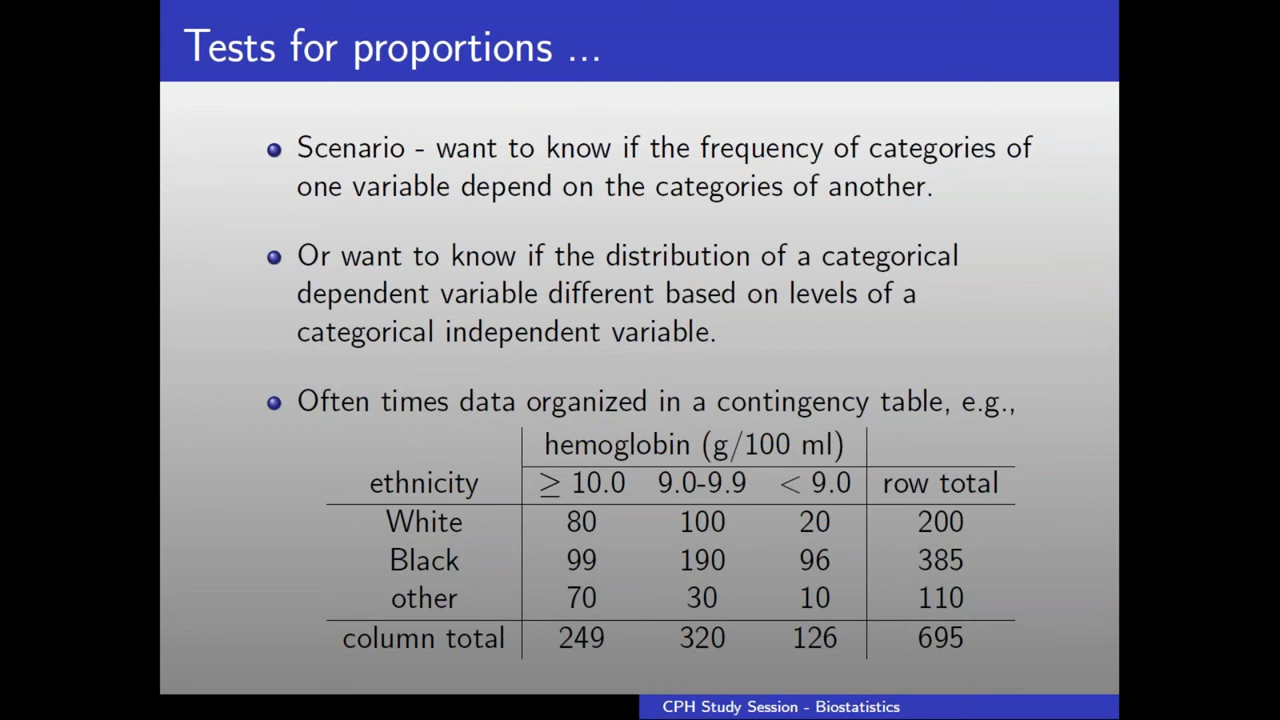 Tests for proportions ...
Scenario - want to know if the frequency of categories of
one variable depend on the categories of another.
Or want to know if the distribution of a categorical
dependent variable different based on levels of a
categorical independent variable.
Often times data organized in a contingency table, e.g.,
hemoglobin (g/100 ml)
ethnicity ≥ 10.0 9.0-9.9 < 9.0 row total
White 80 100 20 200
Black 99 190 96 385
other 70 30 10 110
column total 249 320 126 695
CPH Study Session - Biostatistics